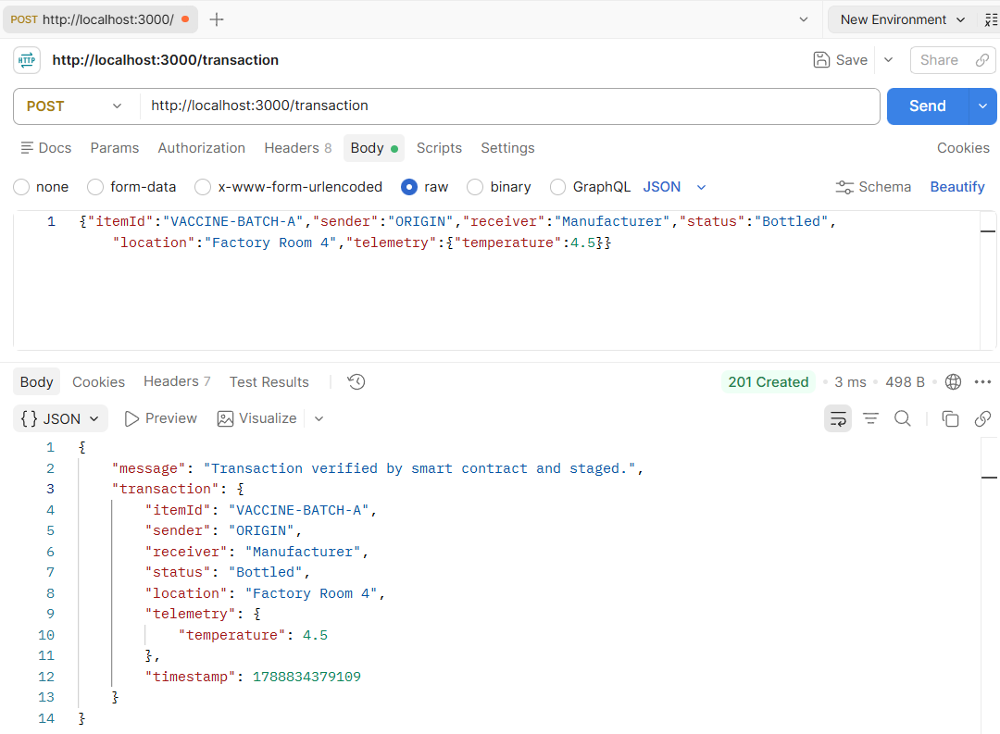 POST http://localhost:3000/ New Environment
HTTP http://localhost:3000/transaction Save Share
POST http://localhost:3000/transaction Send
Docs Params Authorization Headers 8 Body Scripts Settings Cookies
none form-data x-www-form-urlencoded raw binary GraphQL JSON Schema Beautify
1 {"itemId":"VACCINE-BATCH-A","sender":"ORIGIN","receiver":"Manufacturer","status":"Bottled",
"location":"Factory Room 4","telemetry":{"temperature":4.5}}
Body Cookies Headers 7 Test Results 201 Created 3 ms 498 B
{} JSON Preview Visualize
1 {
2 "message": "Transaction verified by smart contract and staged.",
3 "transaction": {
4 "itemId": "VACCINE-BATCH-A",
5 "sender": "ORIGIN",
6 "receiver": "Manufacturer",
7 "status": "Bottled",
8 "location": "Factory Room 4",
9 "telemetry": {
10 "temperature": 4.5
11 },
12 "timestamp": 1788834379109
13 }
14 }